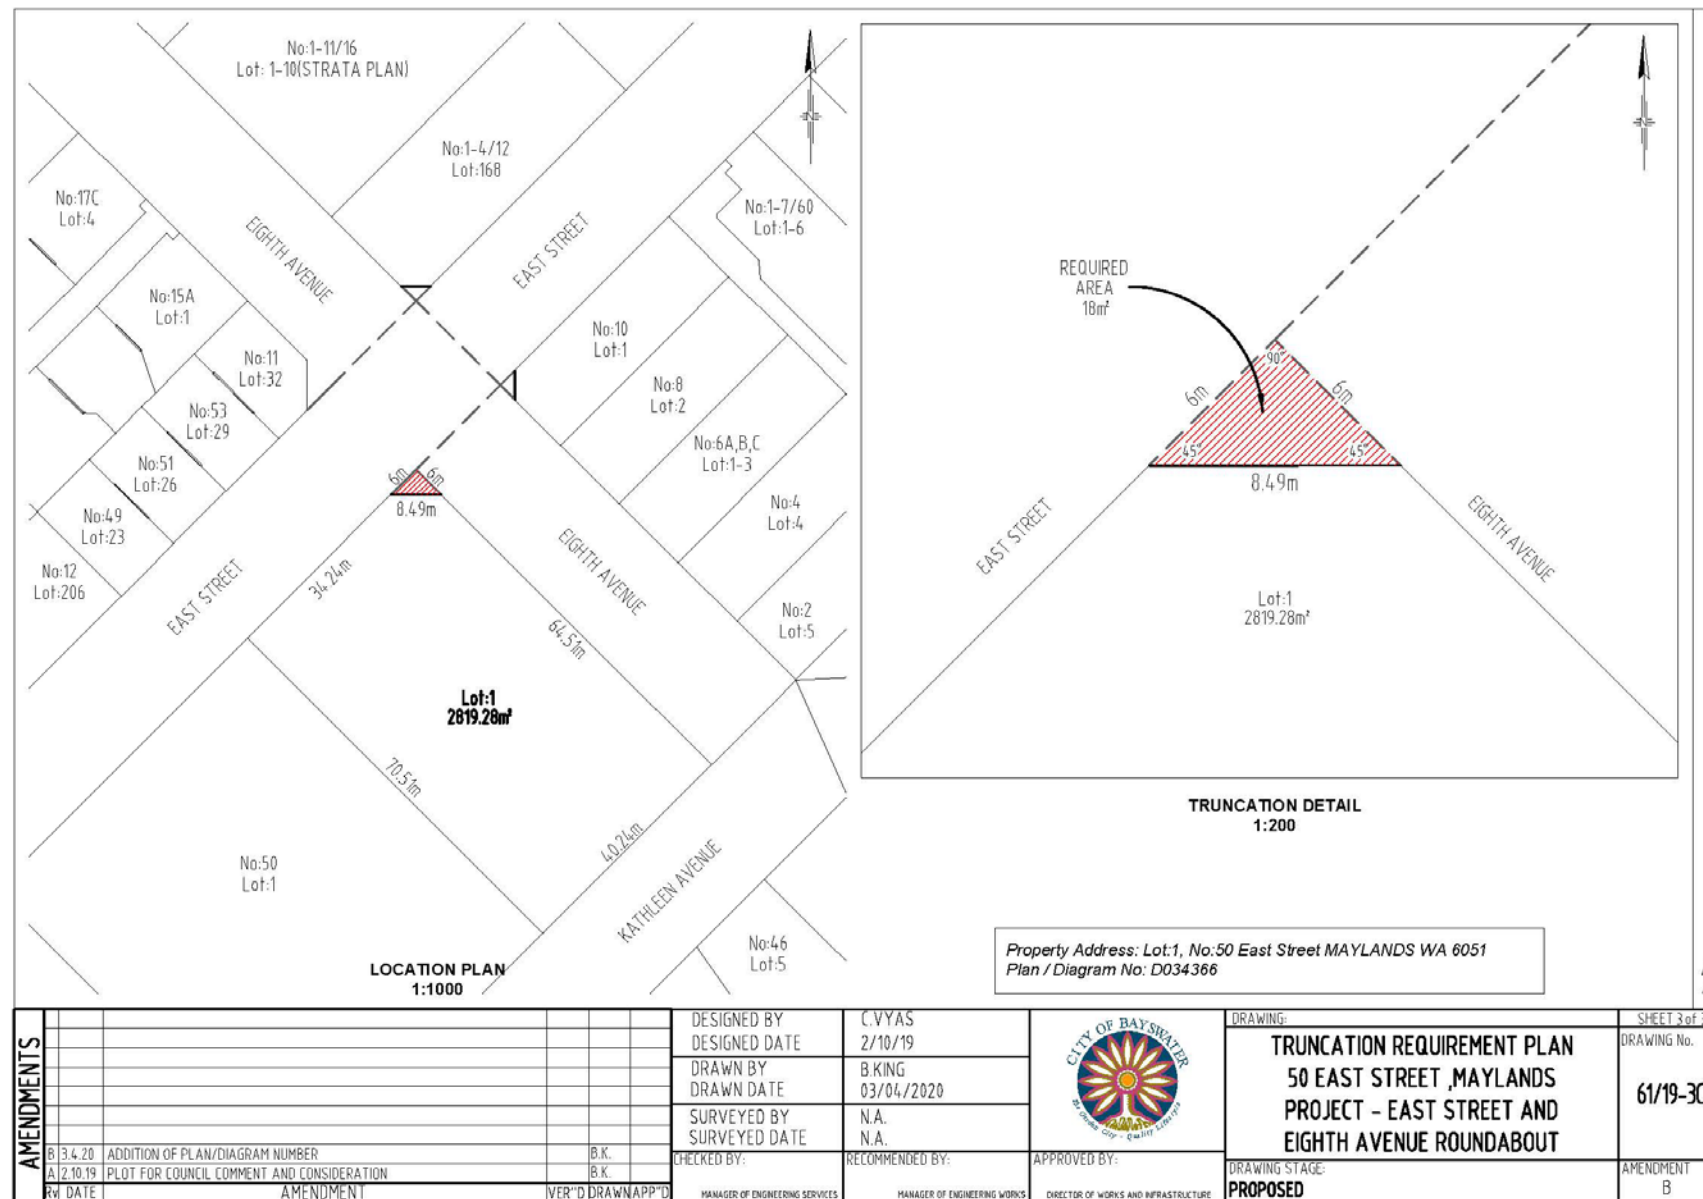 No:1-11/16
Lot: 1-10(STRATA PLAN)
No:1-4/12
Lot:168
No:17C
Lot:4
No:1-7/60
Lot:1-6
EIGHTH AVENUE
EAST STREET
N
No:15A
Lot:1
No:11
Lot:32
No:10
Lot:1
No:53
Lot:29
No:8
Lot:2
No:51
Lot:26
No:6A,B,C
Lot:1-3
No:49
Lot:23
No:4
Lot:4
No:12
Lot:206
6m
6m
8.49m
EAST STREET
EIGHTH AVENUE
34.24m
64.51m
No:2
Lot:5
Lot:1
2819.28m²
70.51m
40.24m
KATHLEEN AVENUE
No:50
Lot:1
No:46
Lot:5
LOCATION PLAN
1:1000
N
REQUIRED
AREA
18m²
90°
6m
6m
45°
45°
8.49m
EAST STREET
EIGHTH AVENUE
Lot:1
2819.28m²
TRUNCATION DETAIL
1:200
Property Address: Lot:1, No:50 East Street MAYLANDS WA 6051
Plan / Diagram No: D034366
AMENDMENTS
B 3.4.20 ADDITION OF PLAN/DIAGRAM NUMBER B.K.
A 2.10.19 PLOT FOR COUNCIL COMMENT AND CONSIDERATION B.K.
Rv DATE AMENDMENT VER'D DRAWN APP'D
DESIGNED BY C.VYAS
DESIGNED DATE 2/10/19
DRAWN BY B.KING
DRAWN DATE 03/04/2020
SURVEYED BY N.A.
SURVEYED DATE N.A.
CHECKED BY:
MANAGER OF ENGINEERING SERVICES
RECOMMENDED BY:
MANAGER OF ENGINEERING WORKS
CITY OF BAYSWATER
The Garden City - Quality Lifestyle
APPROVED BY:
DIRECTOR OF WORKS AND INFRASTRUCTURE
DRAWING:
TRUNCATION REQUIREMENT PLAN
50 EAST STREET ,MAYLANDS
PROJECT - EAST STREET AND
EIGHTH AVENUE ROUNDABOUT
DRAWING STAGE:
PROPOSED
SHEET 3 of
DRAWING No.
61/19-30
AMENDMENT
B